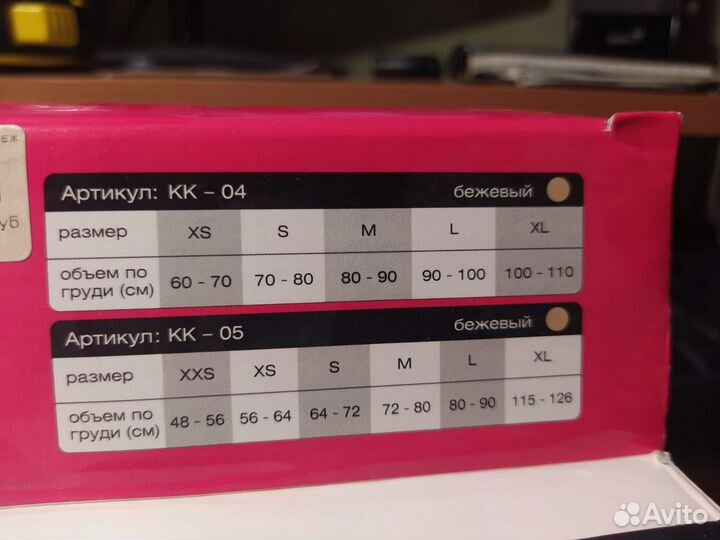 еж
уб
Артикул: КК – 04 бежевый
размер XS S M L XL
объем по
груди (см) 60 - 70 70 - 80 80 - 90 90 - 100 100 - 110
Артикул: КК – 05 бежевый
размер XXS XS S M L XL
объем по
груди (см) 48 - 56 56 - 64 64 - 72 72 - 80 80 - 90 115 - 126
Avito